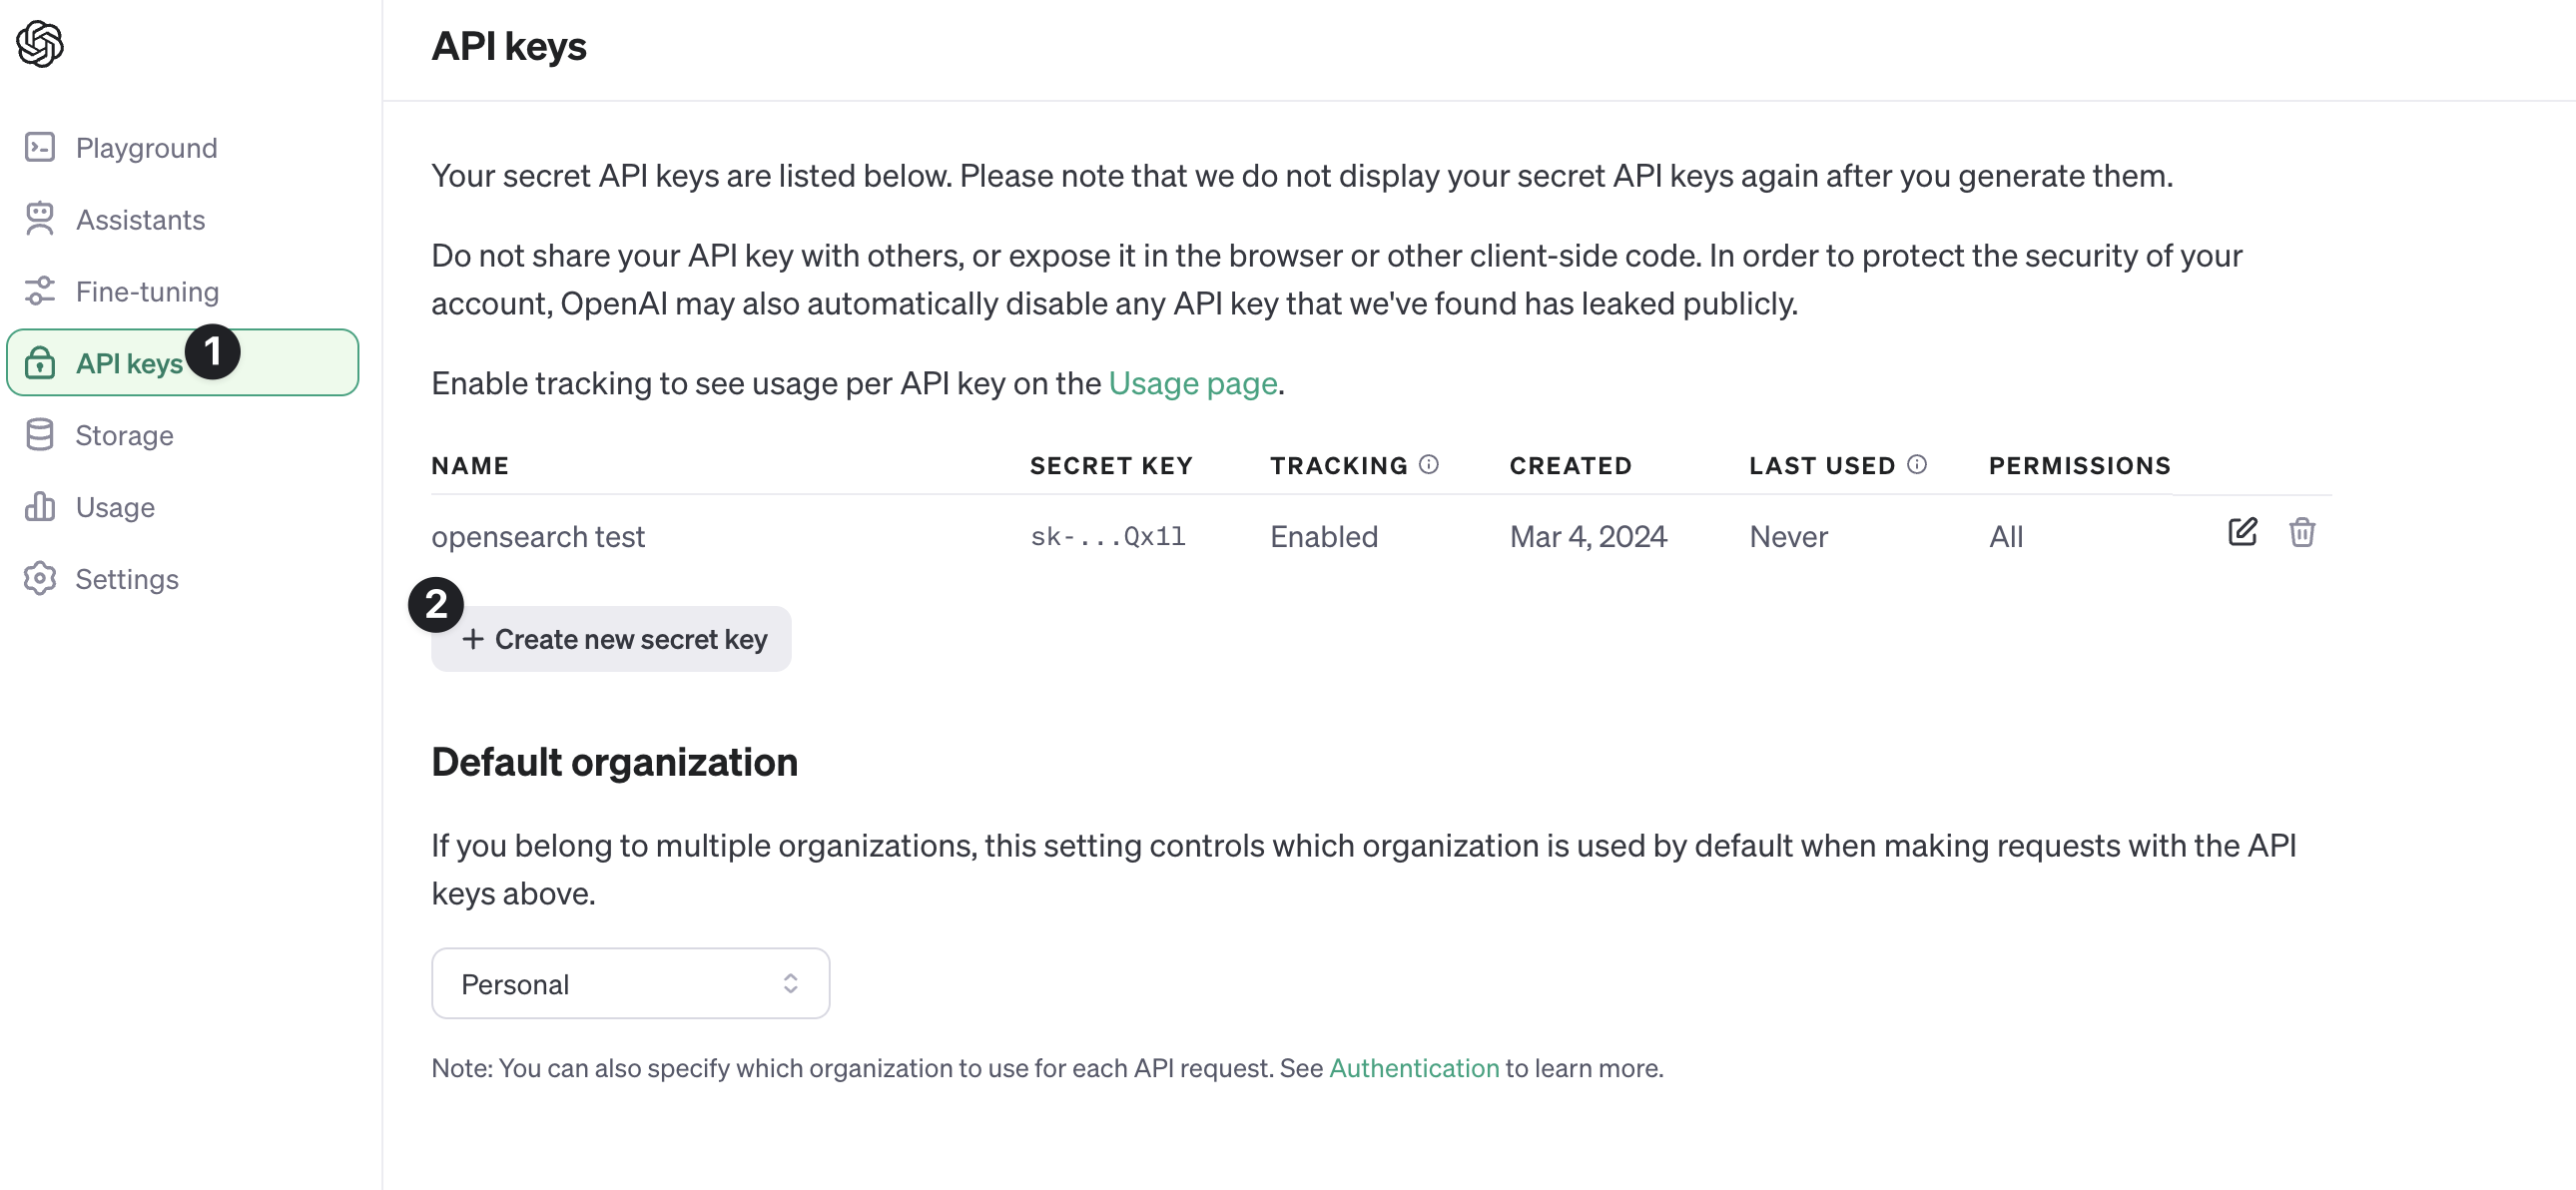 API keys
Playground
Assistants
Fine-tuning
API keys
1
Storage
Usage
Settings
Your secret API keys are listed below. Please note that we do not display your secret API keys again after you generate them.
Do not share your API key with others, or expose it in the browser or other client-side code. In order to protect the security of your
account, OpenAI may also automatically disable any API key that we've found has leaked publicly.
Enable tracking to see usage per API key on the Usage page.
NAME SECRET KEY TRACKING CREATED LAST USED PERMISSIONS
opensearch test sk-...Qx1l Enabled Mar 4, 2024 Never All
2
+ Create new secret key
Default organization
If you belong to multiple organizations, this setting controls which organization is used by default when making requests with the API
keys above.
Personal
Note: You can also specify which organization to use for each API request. See Authentication to learn more.